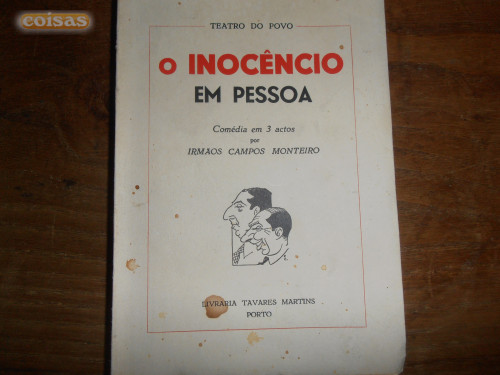 coisas
TEATRO DO POVO
O INOCÊNCIO
EM PESSOA
Comédia em 3 actos
por
IRMÃOS CAMPOS MONTEIRO
LIVRARIA TAVARES MARTINS
PORTO